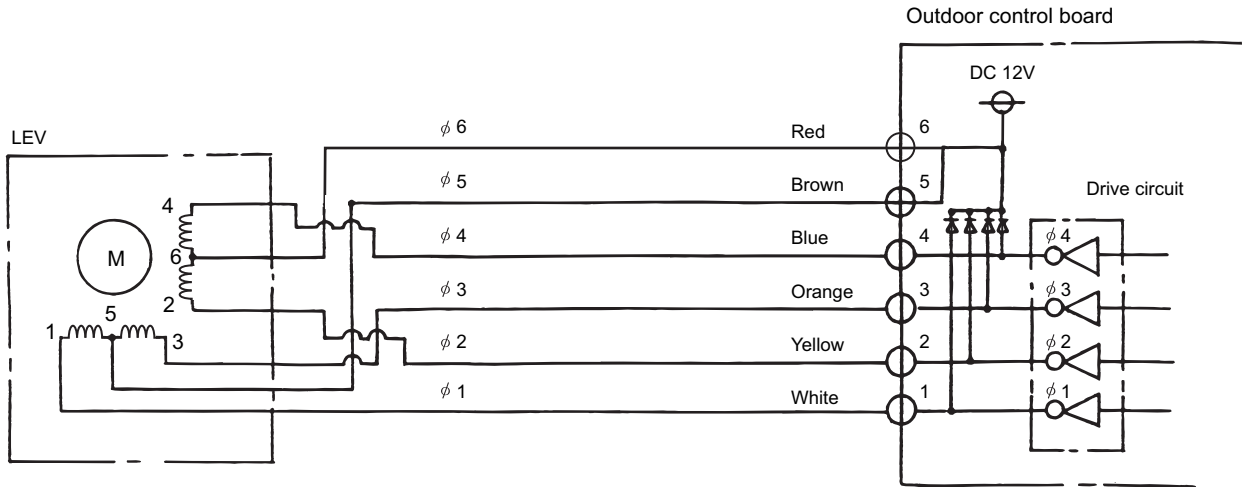 Outdoor control board
DC 12V
LEV
φ 6 Red 6
φ 5 Brown 5
Drive circuit
4
φ 4 Blue 4 φ 4
M
6
φ 3 Orange 3 φ 3
2
5
1
3
φ 2 Yellow 2 φ 2
φ 1 White 1 φ 1